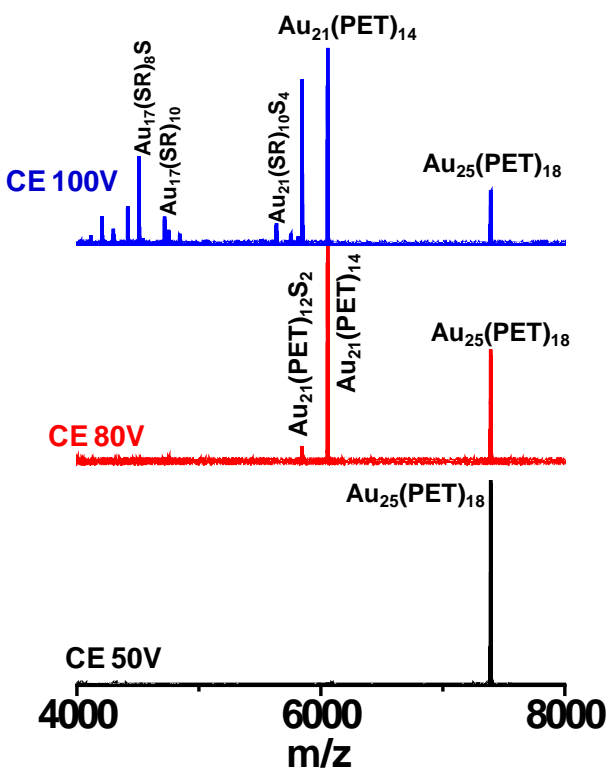 Au₂₁(PET)₁₄
Au₁₇(SR)₈S
Au₁₇(SR)₁₀
Au₂₁(SR)₁₀S₄
Au₂₅(PET)₁₈
CE 100V
Au₂₁(PET)₁₂S₂
Au₂₁(PET)₁₄
Au₂₅(PET)₁₈
CE 80V
Au₂₅(PET)₁₈
CE 50V
4000 6000 8000
m/z